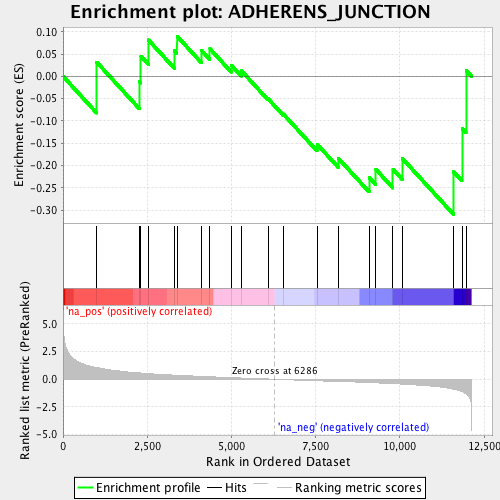 Enrichment plot: ADHERENS_JUNCTION
Enrichment score (ES)
0.10
0.05
0.00
-0.05
-0.10
-0.15
-0.20
-0.25
-0.30
'na_pos' (positively correlated)
Ranked list metric (PreRanked)
5.0
2.5
0.0
-2.5
-5.0
Zero cross at 6286
'na_neg' (negatively correlated)
0
2,500
5,000
7,500
10,000
12,500
Rank in Ordered Dataset
Enrichment profile
Hits
Ranking metric scores